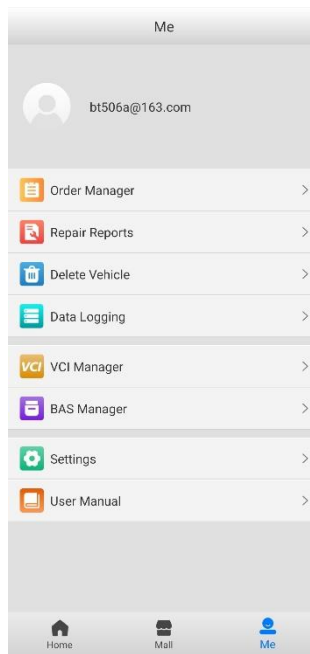 Me
bt506a@163.com
Order Manager
Repair Reports
Delete Vehicle
Data Logging
VCI VCI Manager
BAS Manager
Settings
User Manual
Home Mall Me